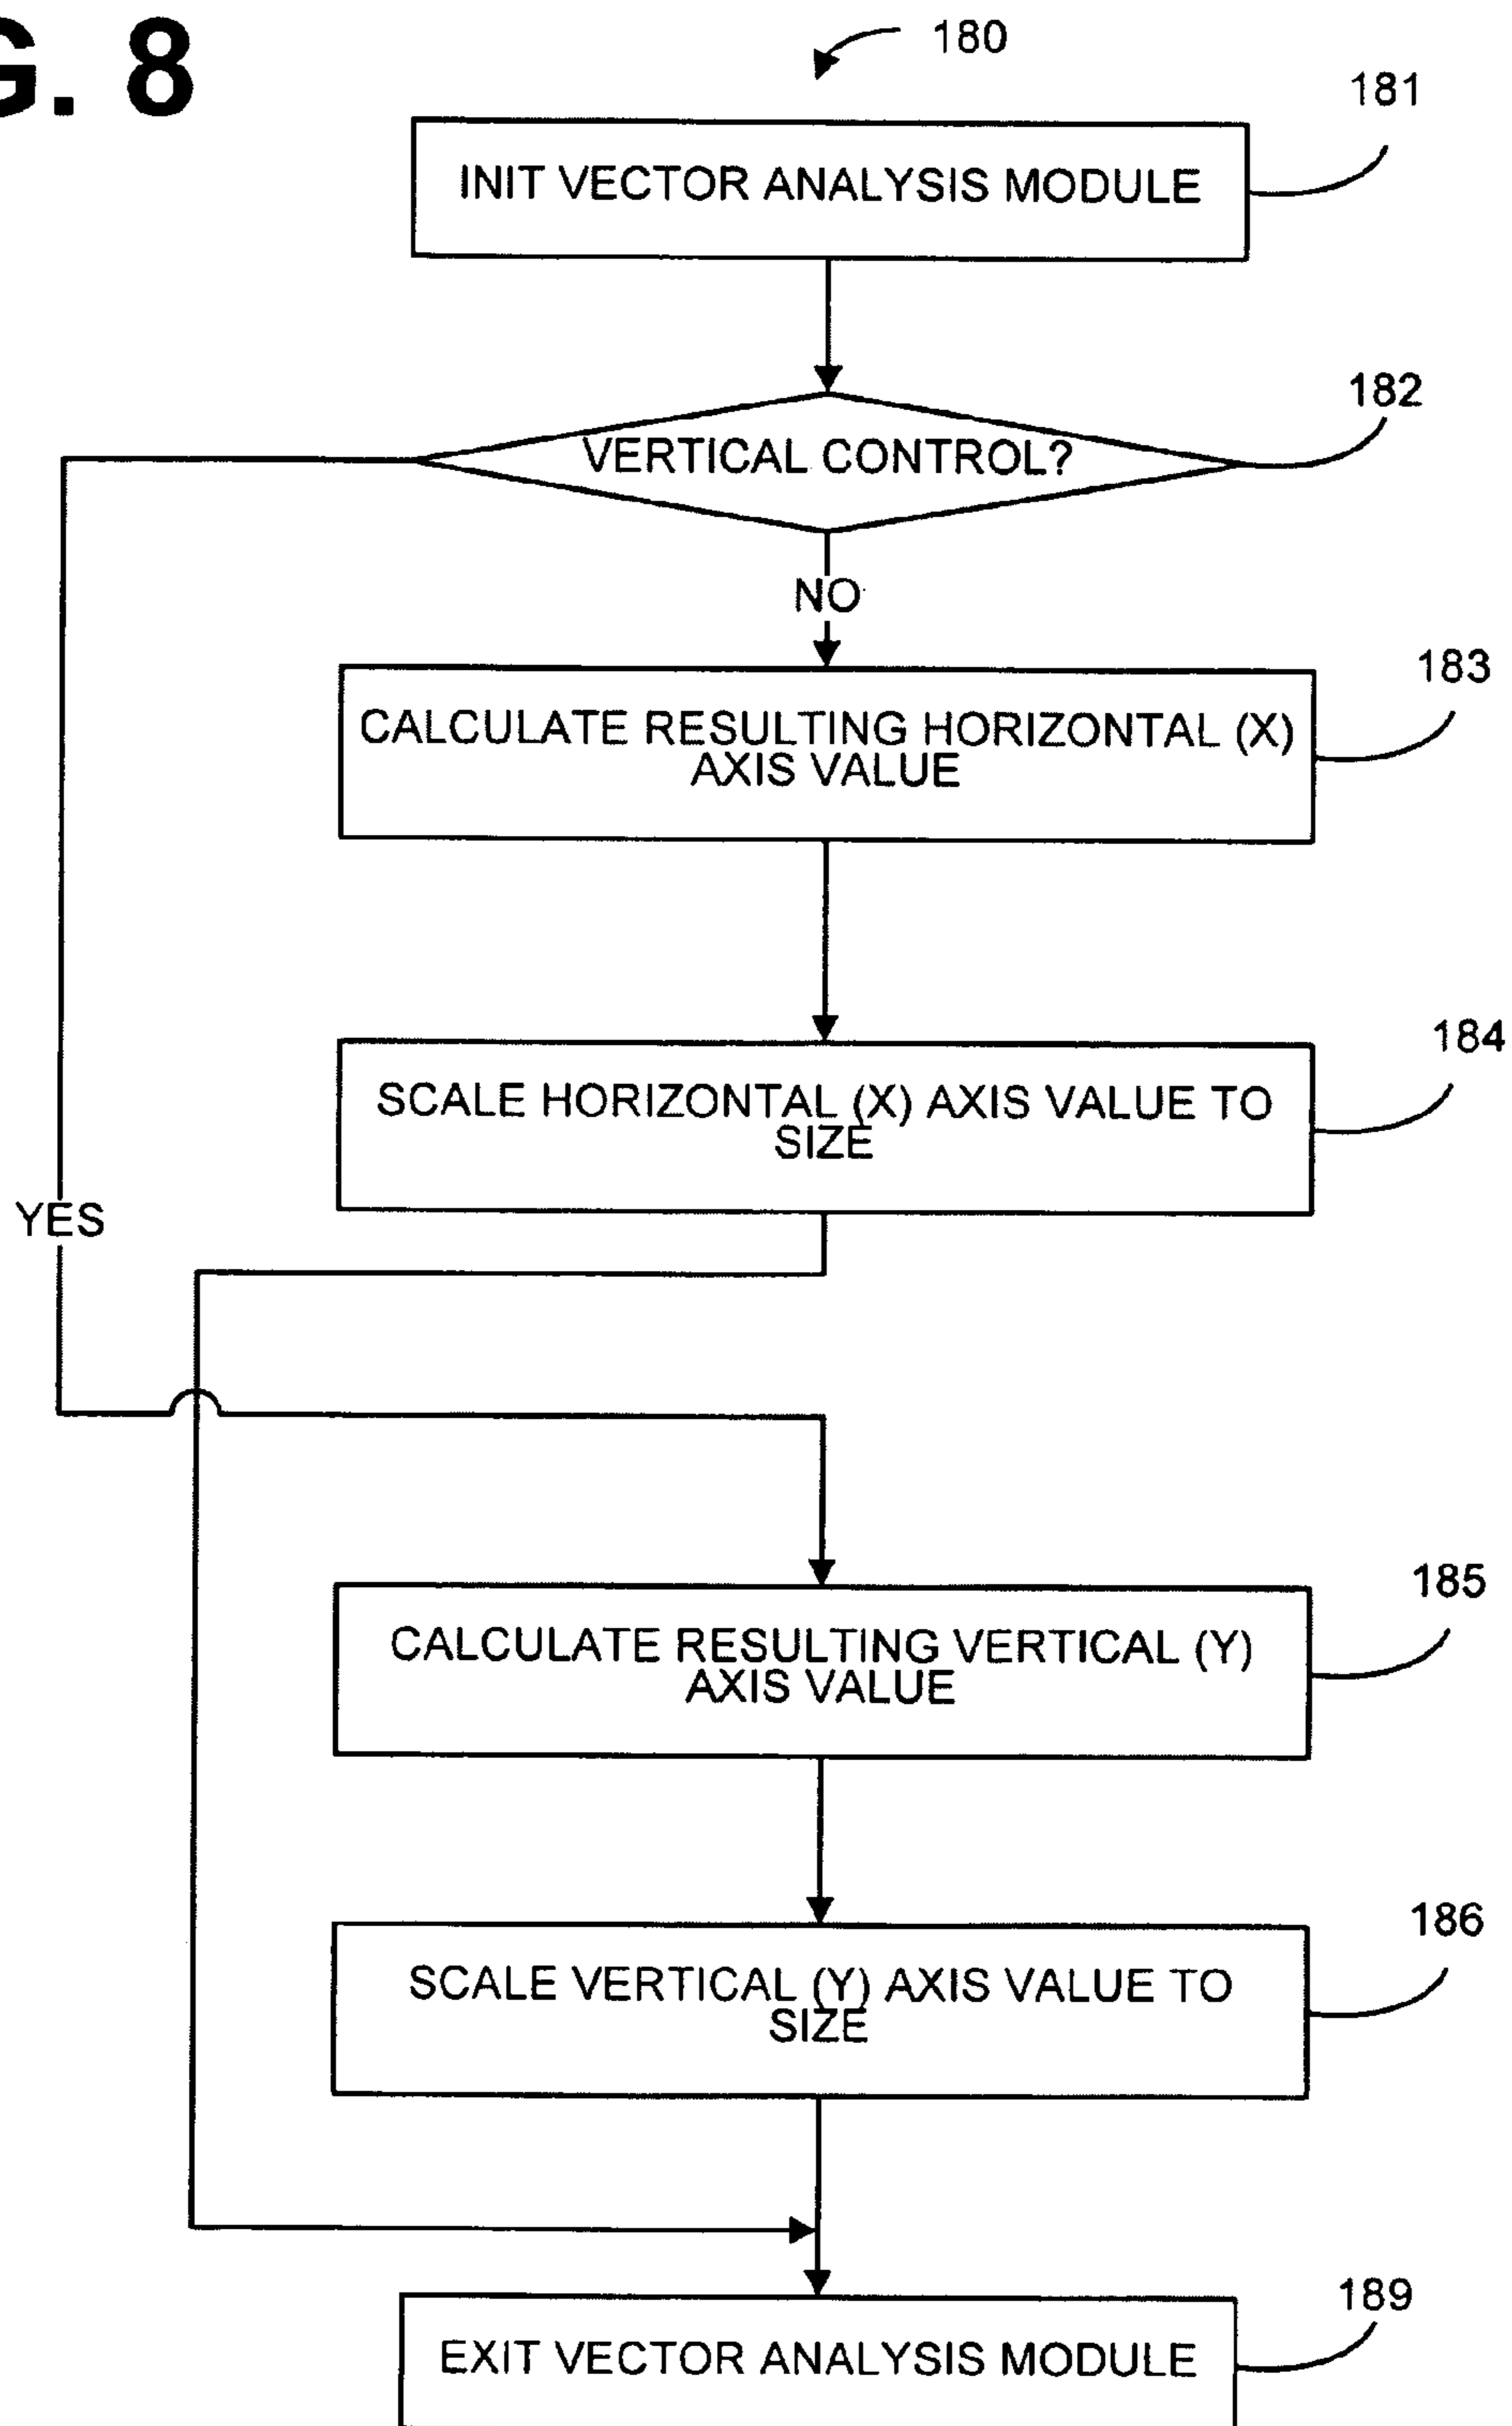 G. 8
180
181
INIT VECTOR ANALYSIS MODULE
182
VERTICAL CONTROL?
NO
183
CALCULATE RESULTING HORIZONTAL (X)
AXIS VALUE
184
SCALE HORIZONTAL (X) AXIS VALUE TO
SIZE
YES
185
CALCULATE RESULTING VERTICAL (Y)
AXIS VALUE
186
SCALE VERTICAL (Y) AXIS VALUE TO
SIZE
189
EXIT VECTOR ANALYSIS MODULE